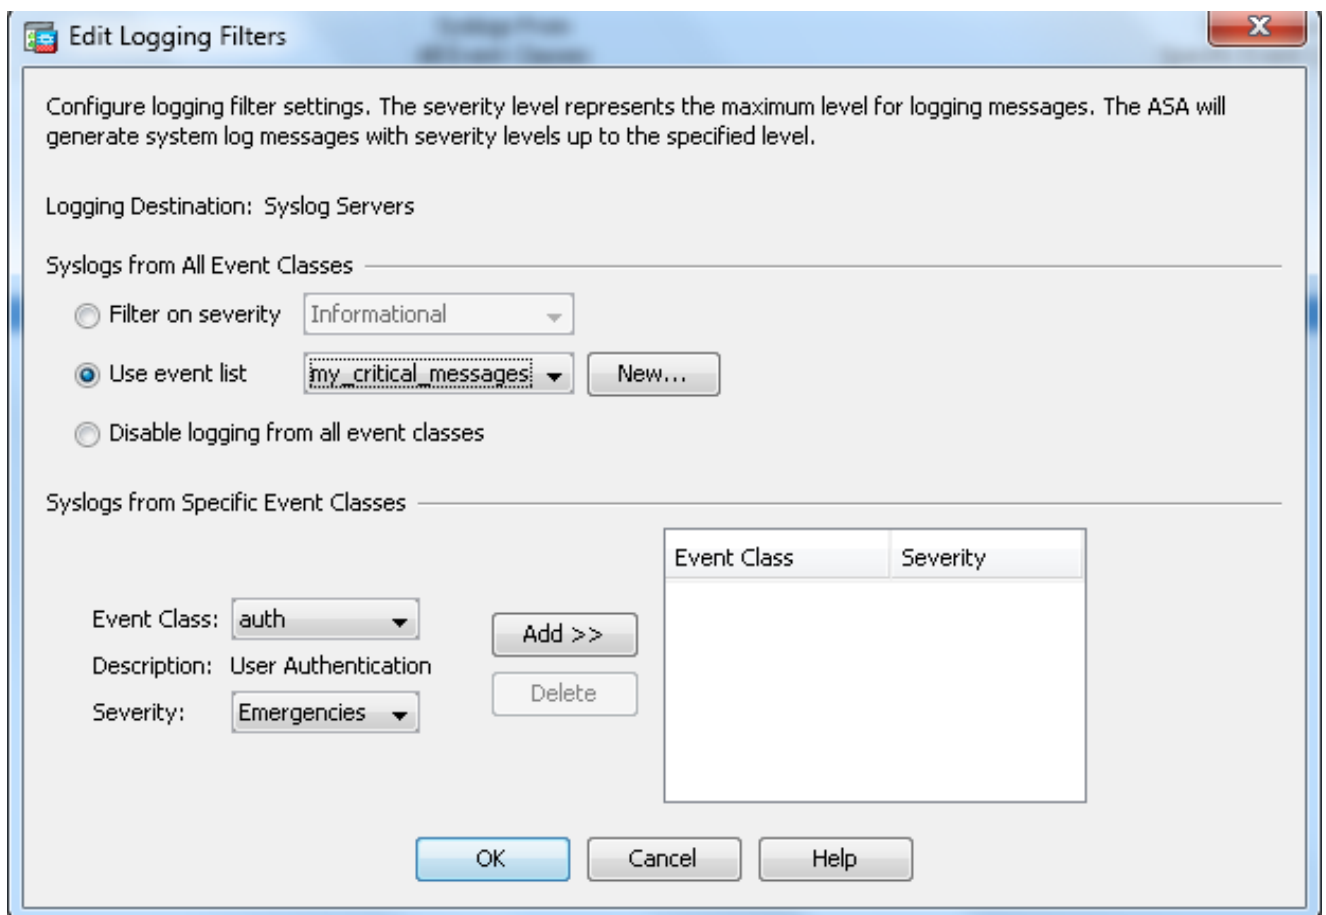 Edit Logging Filters
Configure logging filter settings. The severity level represents the maximum level for logging messages. The ASA will
generate system log messages with severity levels up to the specified level.
Logging Destination: Syslog Servers
Syslogs from All Event Classes
Filter on severity Informational
Use event list my_critical_messages New...
Disable logging from all event classes
Syslogs from Specific Event Classes
Event Class Severity
Event Class: auth Add >>
Description: User Authentication
Severity: Emergencies Delete
OK Cancel Help